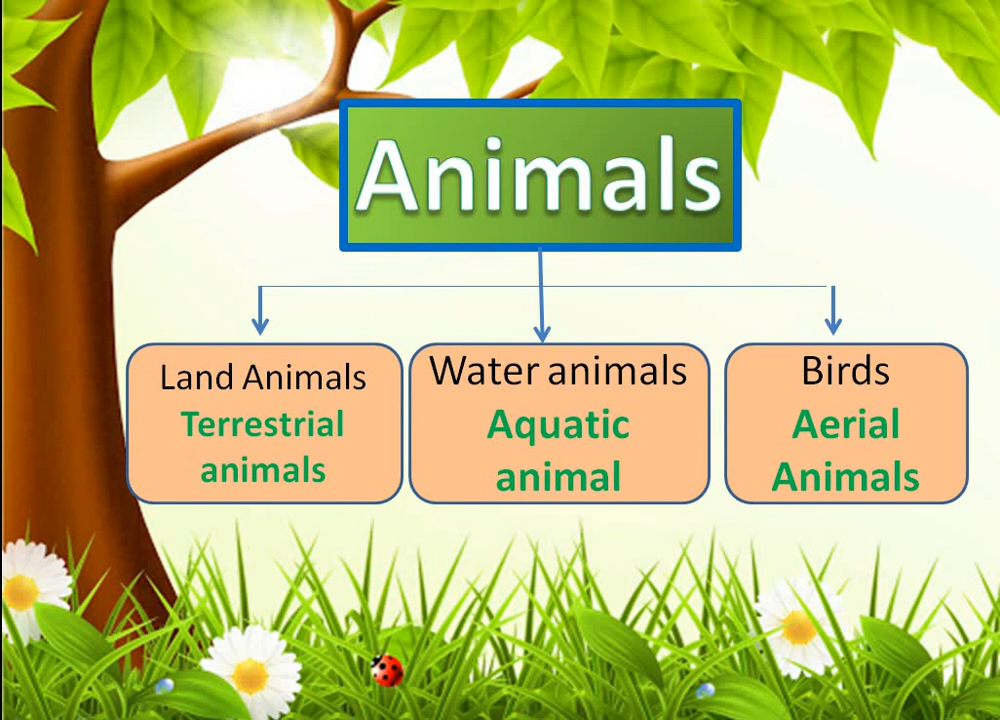 Animals
Land Animals
Terrestrial
animals
Water animals
Aquatic
animal
Birds
Aerial
Animals